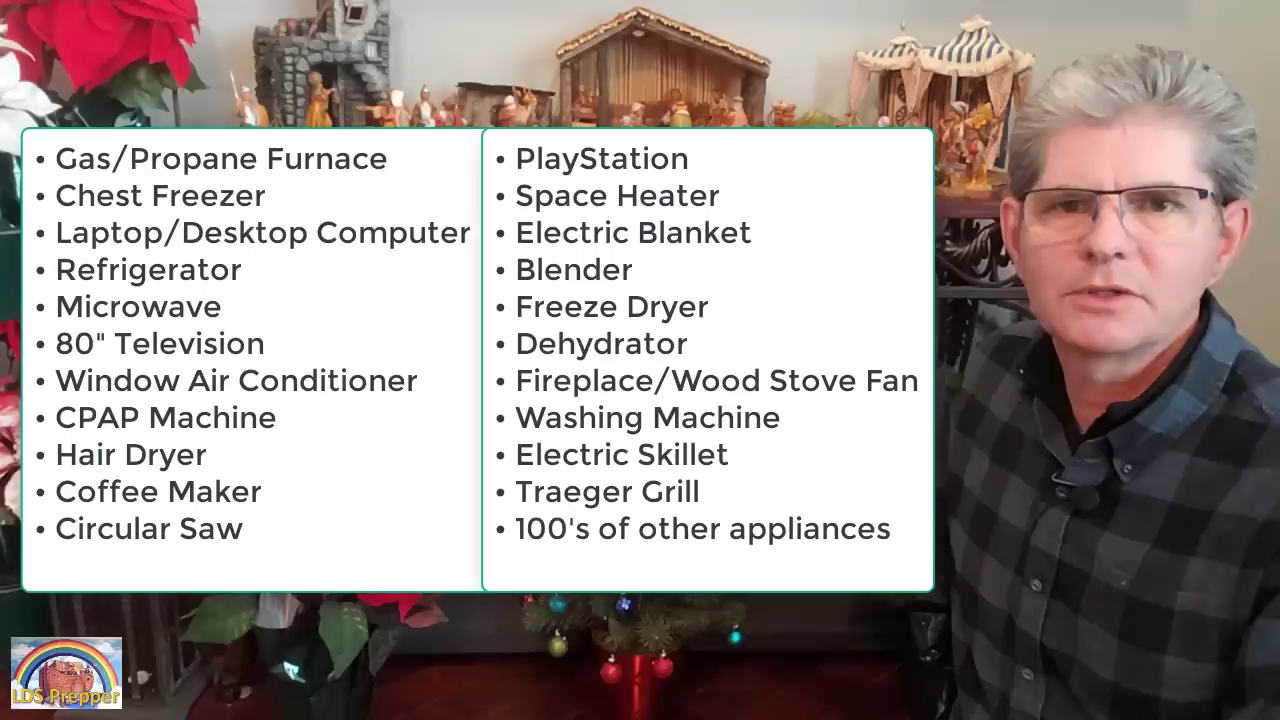 • Gas/Propane Furnace
• Chest Freezer
• Laptop/Desktop Computer
• Refrigerator
• Microwave
• 80" Television
• Window Air Conditioner
• CPAP Machine
• Hair Dryer
• Coffee Maker
• Circular Saw
• PlayStation
• Space Heater
• Electric Blanket
• Blender
• Freeze Dryer
• Dehydrator
• Fireplace/Wood Stove Fan
• Washing Machine
• Electric Skillet
• Traeger Grill
• 100's of other appliances
LDS Prepper